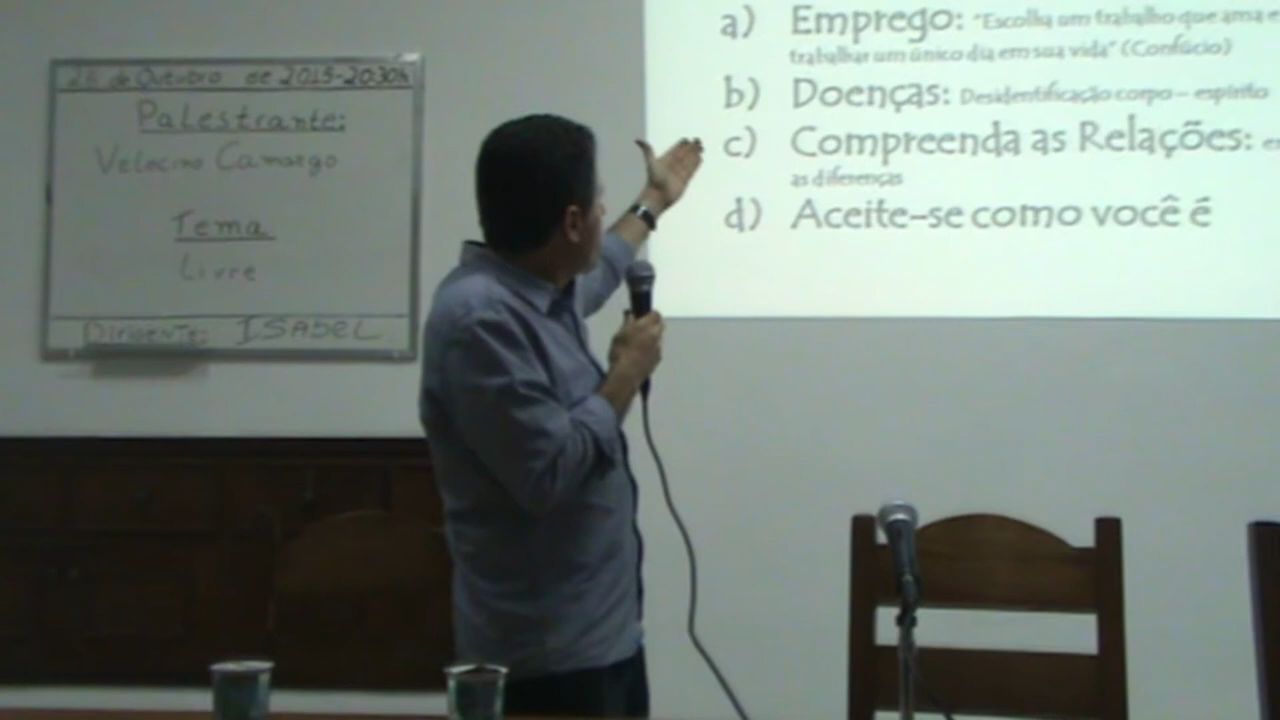 26 de Outubro de 2015-20:30h
Palestrante:
Velocino Camargo
Tema
Livre
Dirigente: ISABEL
a) Emprego: "Escolha um trabalho que ama e
trabalhar um único dia em sua vida" (Confúcio)
b) Doenças: Desidentificação corpo – espírito
c) Compreenda as Relações:
as diferenças
d) Aceite-se como você é